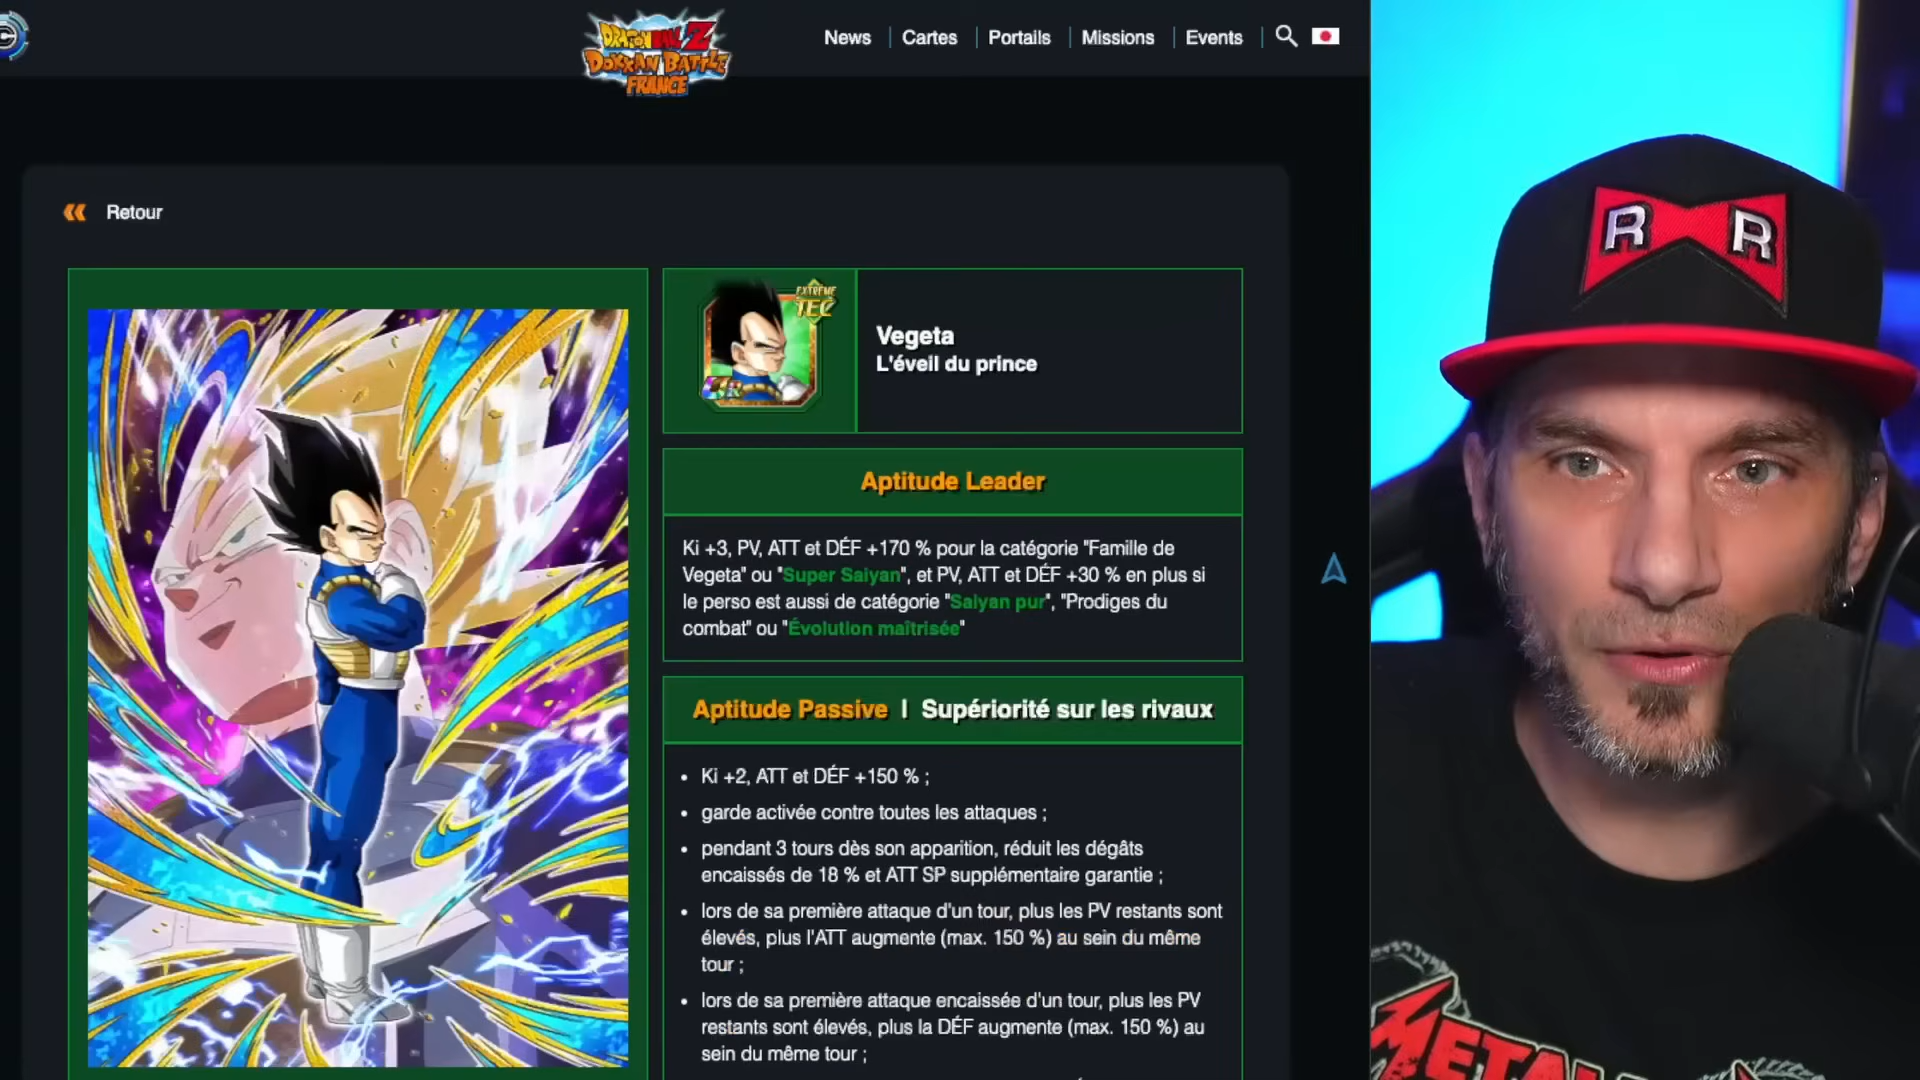 DRAGON BALL Z
DOKKAN BATTLE
FRANCE
News
Cartes
Portails
Missions
Events
Retour
EXTREME
TEC
Vegeta
L'éveil du prince
Aptitude Leader
Ki +3, PV, ATT et DÉF +170 % pour la catégorie "Famille de
Vegeta" ou "Super Saiyan", et PV, ATT et DÉF +30 % en plus si
le perso est aussi de catégorie "Saiyan pur", "Prodiges du
combat" ou "Évolution maîtrisée"
Aptitude Passive | Supériorité sur les rivaux
• Ki +2, ATT et DÉF +150 % ;
• garde activée contre toutes les attaques ;
• pendant 3 tours dès son apparition, réduit les dégâts
encaissés de 18 % et ATT SP supplémentaire garantie ;
• lors de sa première attaque d'un tour, plus les PV restants sont
élevés, plus l'ATT augmente (max. 150 %) au sein du même
tour ;
• lors de sa première attaque encaissée d'un tour, plus les PV
restants sont élevés, plus la DÉF augmente (max. 150 %) au
sein du même tour ;
R R